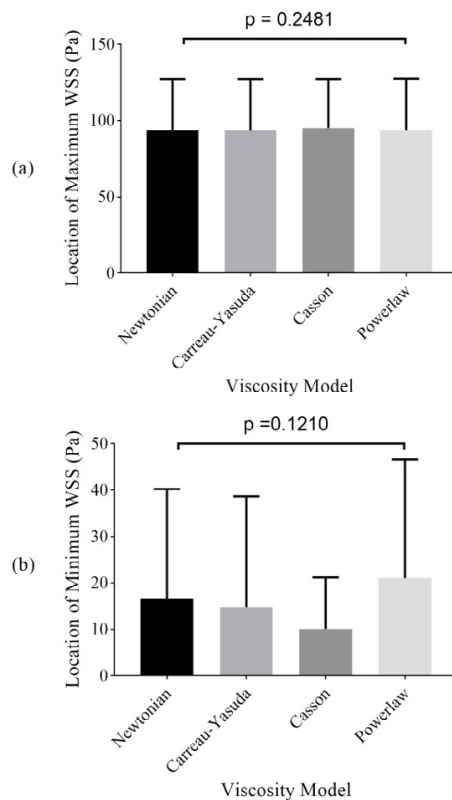 p = 0.2481
150
100
50
0
Location of Maximum WSS (Pa)
(a)
Newtonian
Carreau-Yasuda
Casson
Powerlaw
Viscosity Model
p =0.1210
50
40
30
20
10
0
Location of Minimum WSS (Pa)
(b)
Newtonian
Carreau-Yasuda
Casson
Powerlaw
Viscosity Model